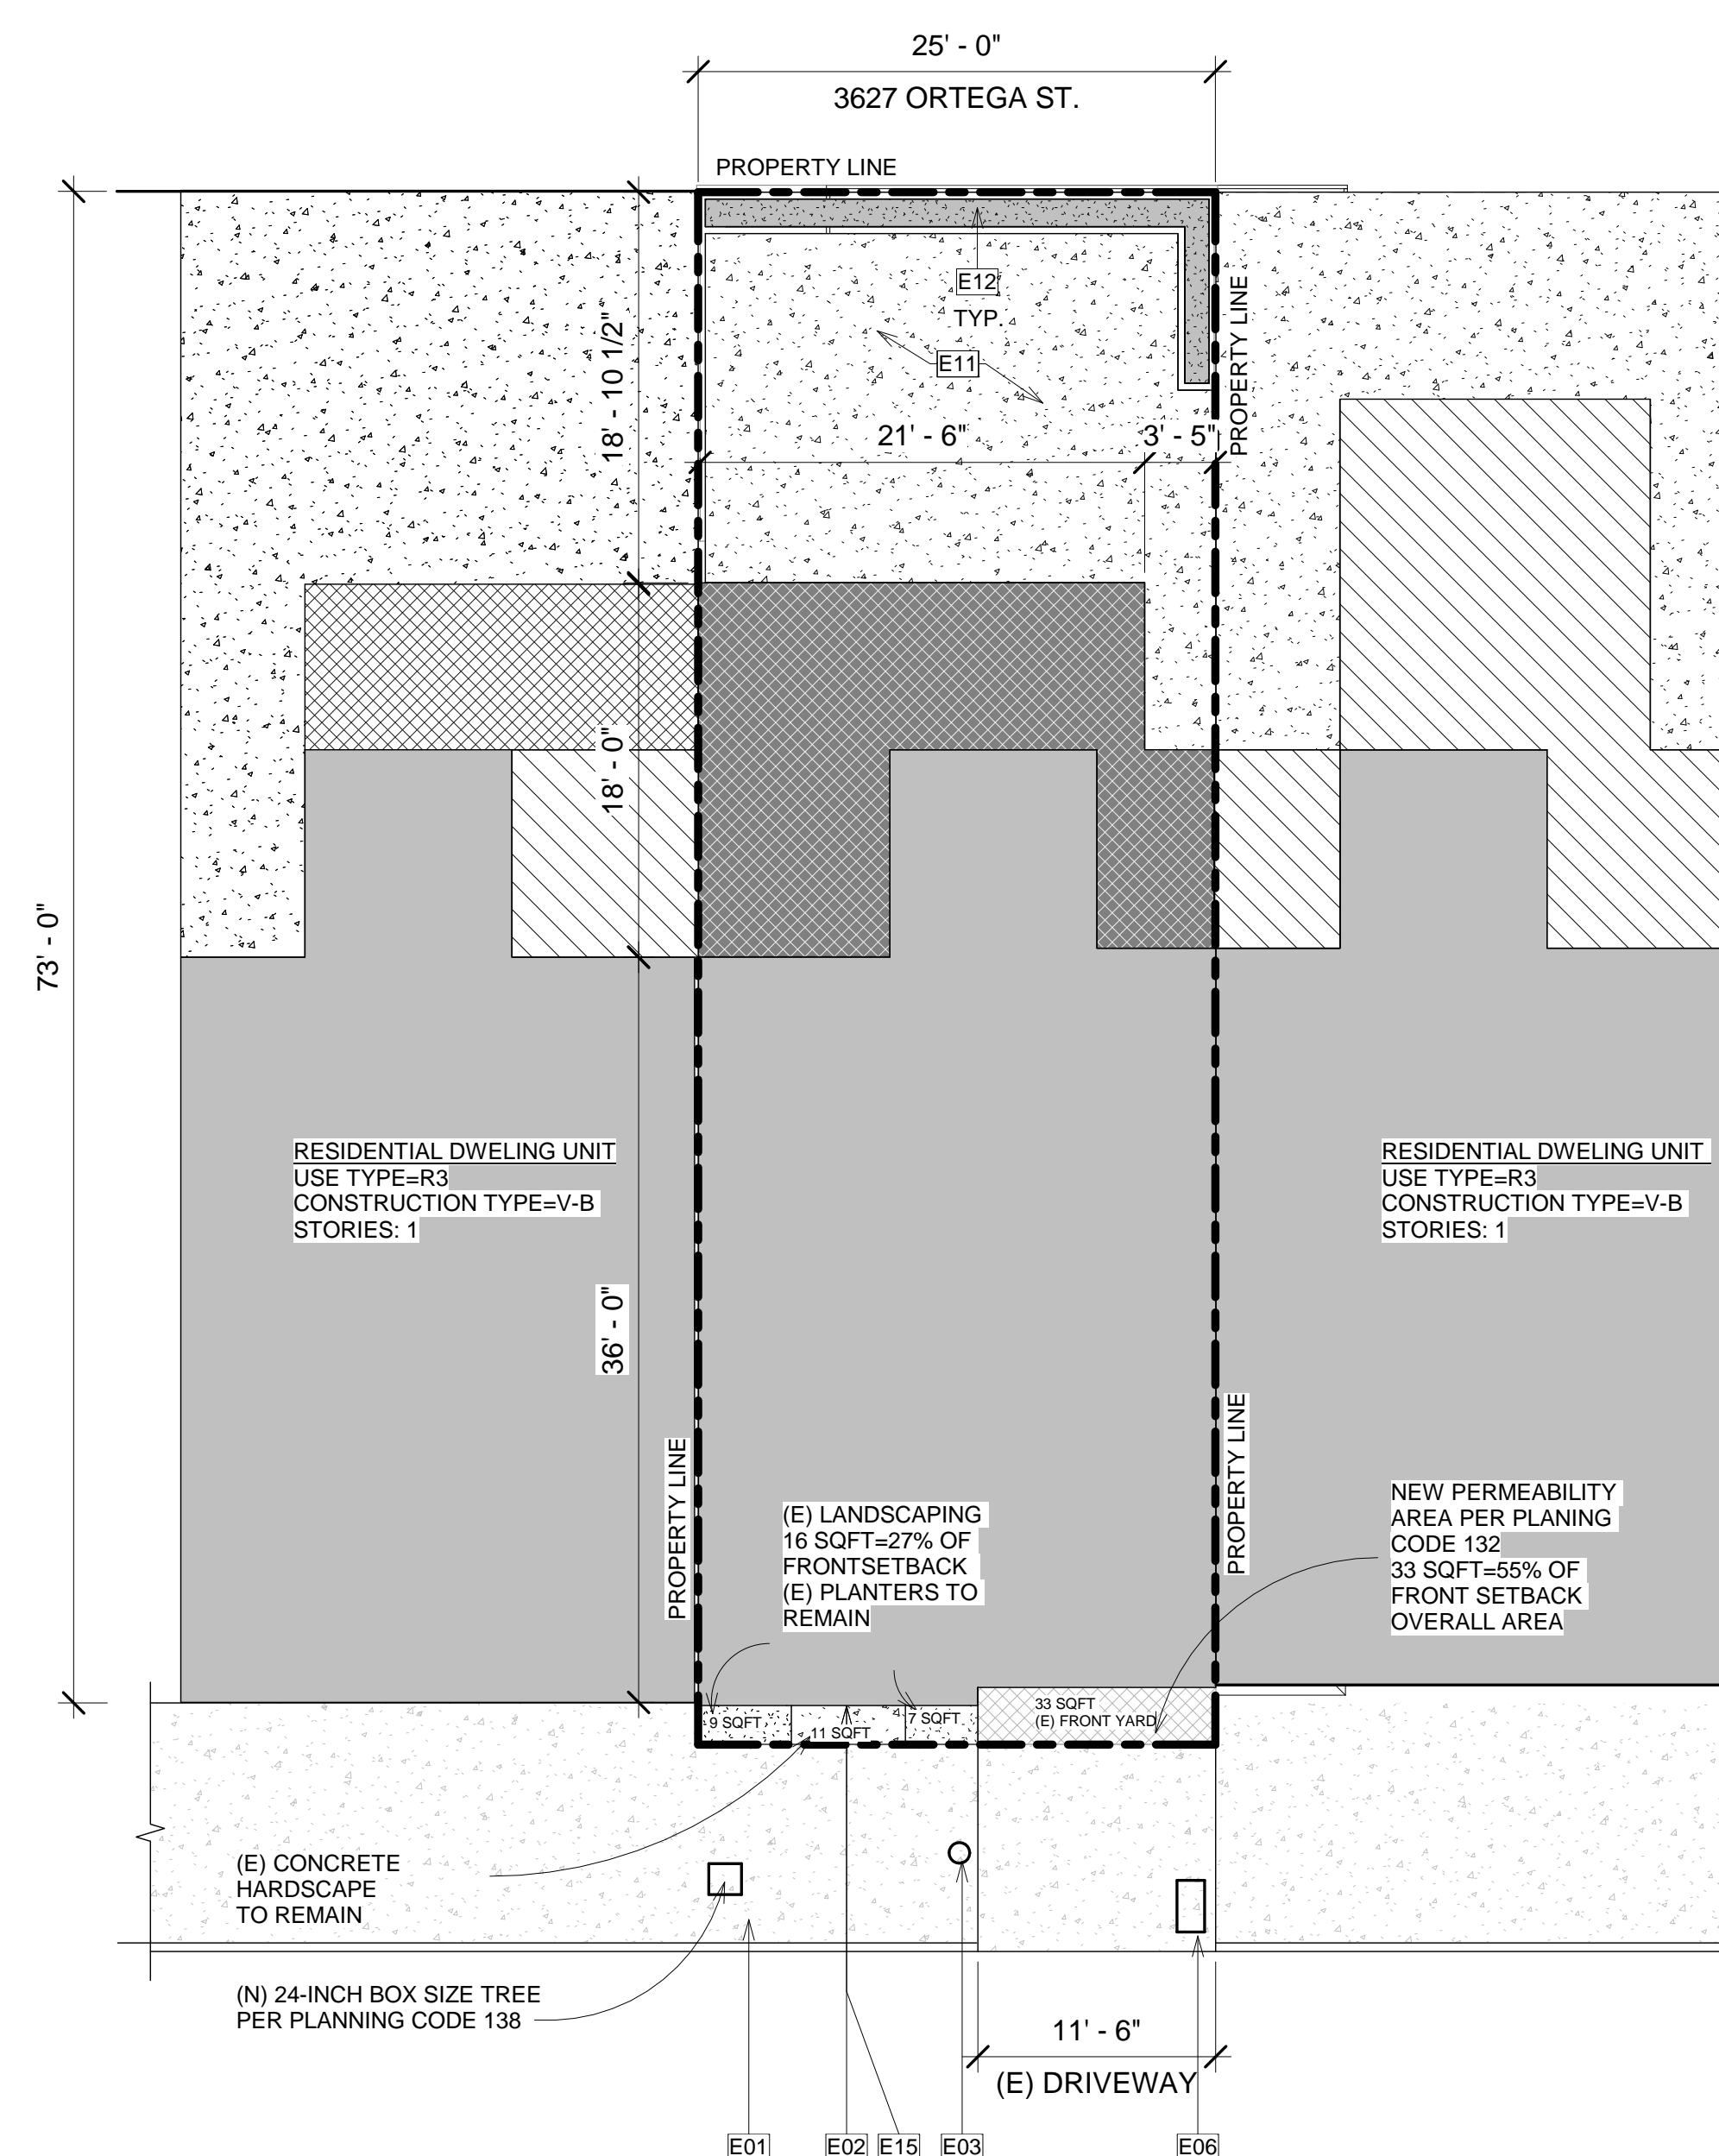 25' - 0"
3627 ORTEGA ST.
PROPERTY LINE
E12
TYP.
E11
PROPERTY LINE
18' - 10 1/2"
21' - 6"
3' - 5"
18' - 0"
73' - 0"
RESIDENTIAL DWELING UNIT
USE TYPE=R3
CONSTRUCTION TYPE=V-B
STORIES: 1
RESIDENTIAL DWELING UNIT
USE TYPE=R3
CONSTRUCTION TYPE=V-B
STORIES: 1
36' - 0"
PROPERTY LINE
PROPERTY LINE
(E) LANDSCAPING
16 SQFT=27% OF
FRONTSETBACK
(E) PLANTERS TO
REMAIN
NEW PERMEABILITY
AREA PER PLANING
CODE 132
33 SQFT=55% OF
FRONT SETBACK
OVERALL AREA
9 SQFT
11 SQFT
7 SQFT
33 SQFT
(E) FRONT YARD
(E) CONCRETE
HARDSCAPE
TO REMAIN
(N) 24-INCH BOX SIZE TREE
PER PLANNING CODE 138
11' - 6"
(E) DRIVEWAY
E01
E02
E15
E03
E06